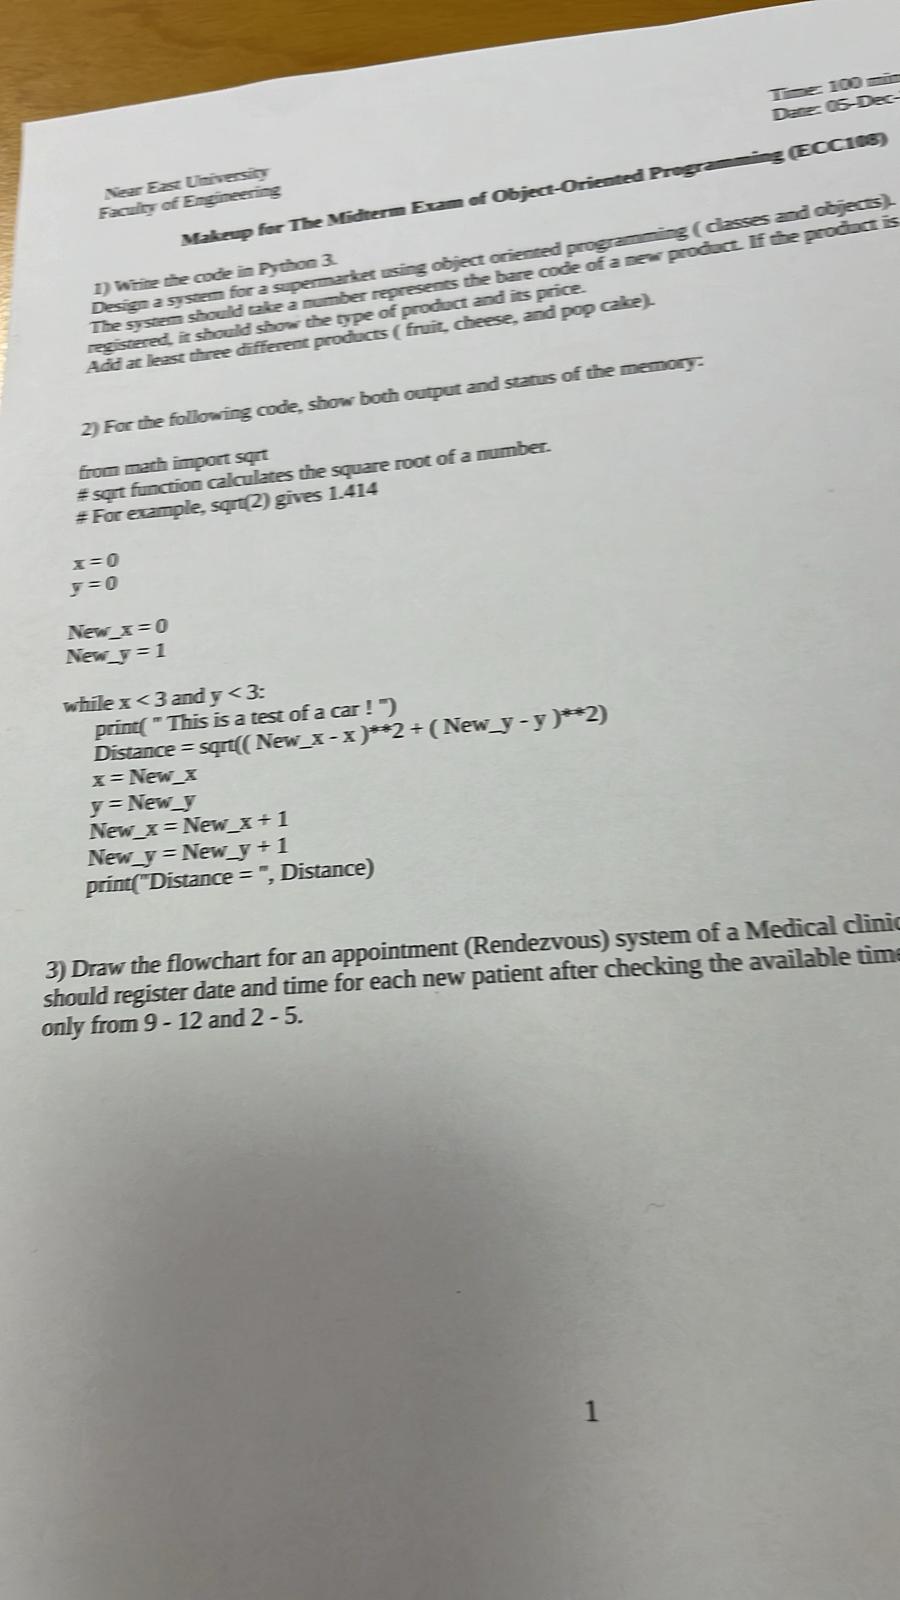 Time: 100 min
Date: 05-Dec-
Near East University
Faculty of Engineering
Makeup for The Midterm Exam of Object-Oriented Programming (ECC108)
1) Write the code in Python 3.
Design a system for a supermarket using object oriented programming ( classes and objects).
The system should take a number represents the bare code of a new product. If the product is
registered, it should show the type of product and its price.
Add at least three different products ( fruit, cheese, and pop cake).
2) For the following code, show both output and status of the memory:
from math import sqrt
# sqrt function calculates the square root of a number.
# For example, sqrt(2) gives 1.414
x = 0
y = 0
New_x = 0
New_y = 1
while x < 3 and y < 3:
print( " This is a test of a car ! ")
Distance = sqrt(( New_x - x )**2 + ( New_y - y )**2)
x = New_x
y = New_y
New_x = New_x + 1
New_y = New_y + 1
print("Distance = ", Distance)
3) Draw the flowchart for an appointment (Rendezvous) system of a Medical clinic
should register date and time for each new patient after checking the available time
only from 9 - 12 and 2 - 5.
1